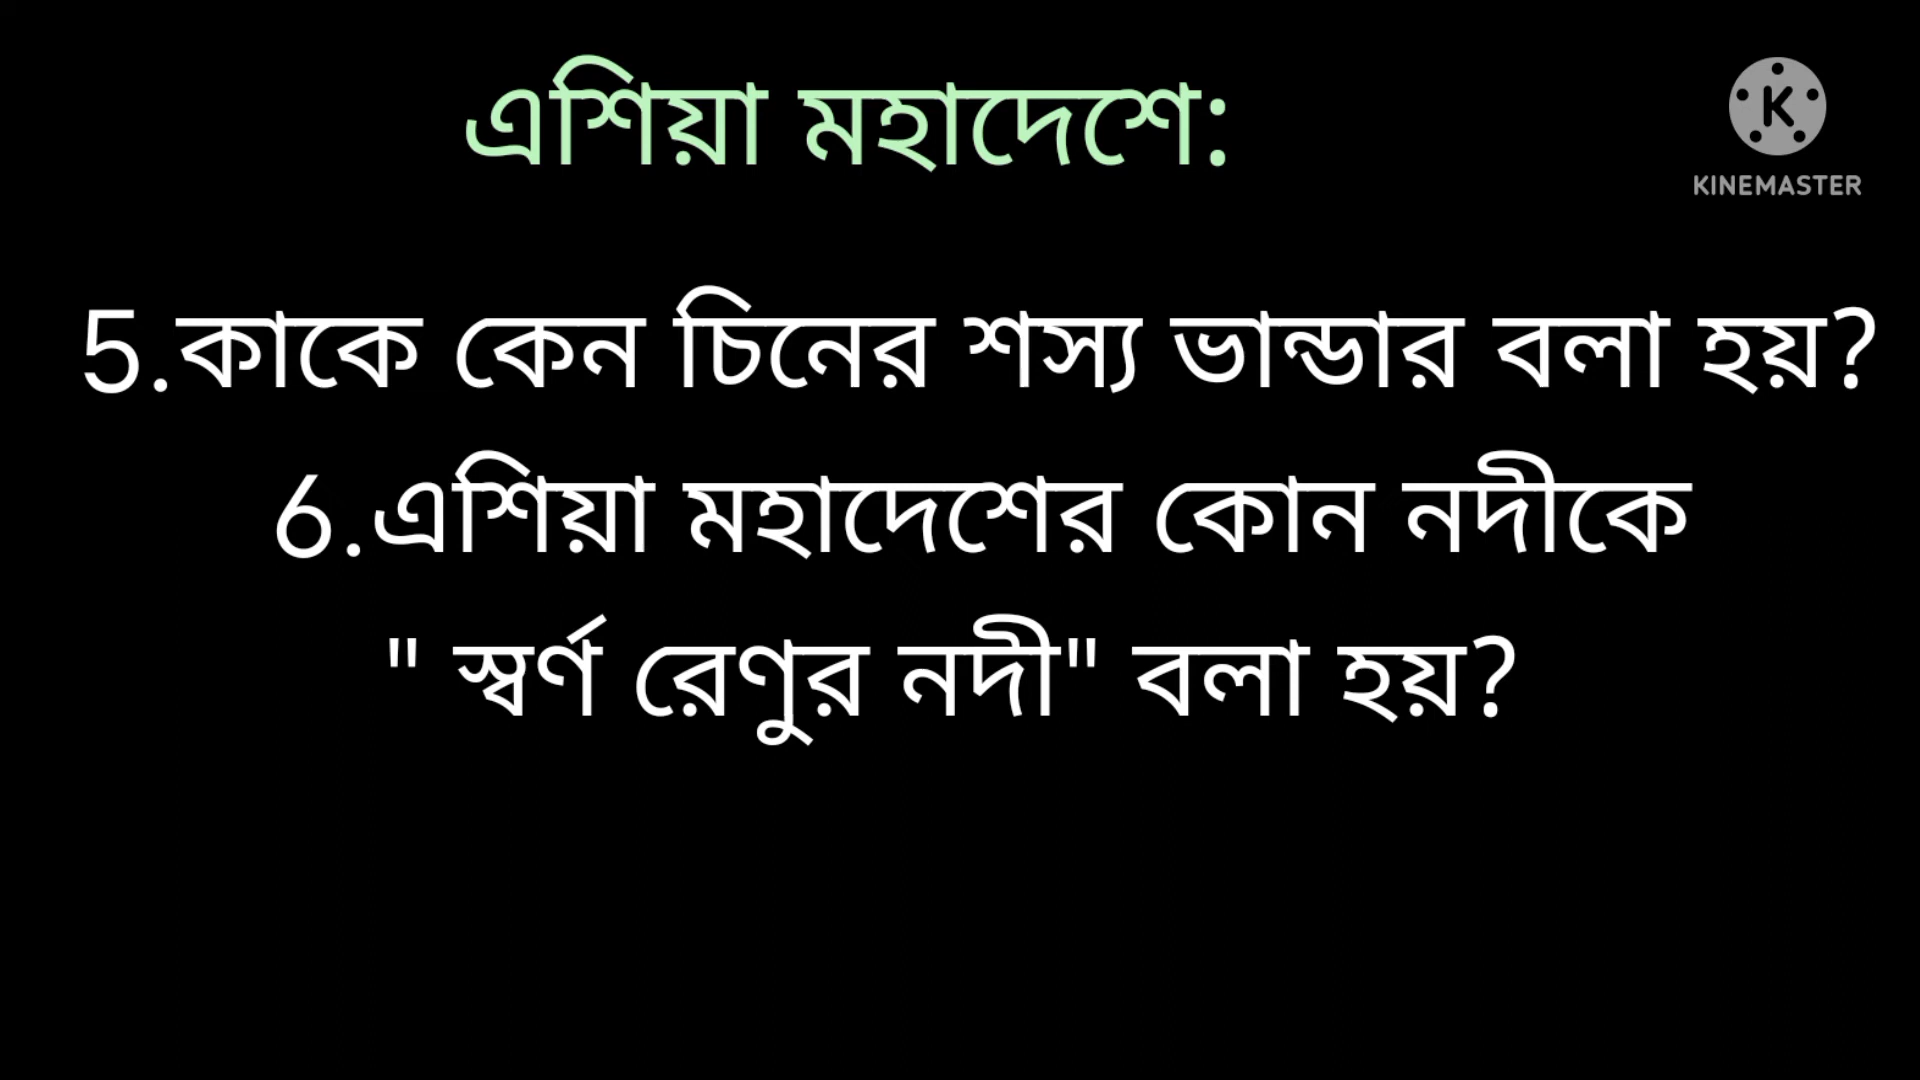 এশিয়া মহাদেশে:
KINEMASTER
5.কাকে কেন চিনের শস্য ভান্ডার বলা হয়?
6.এশিয়া মহাদেশের কোন নদীকে
" স্বর্ণ রেণুর নদী" বলা হয়?